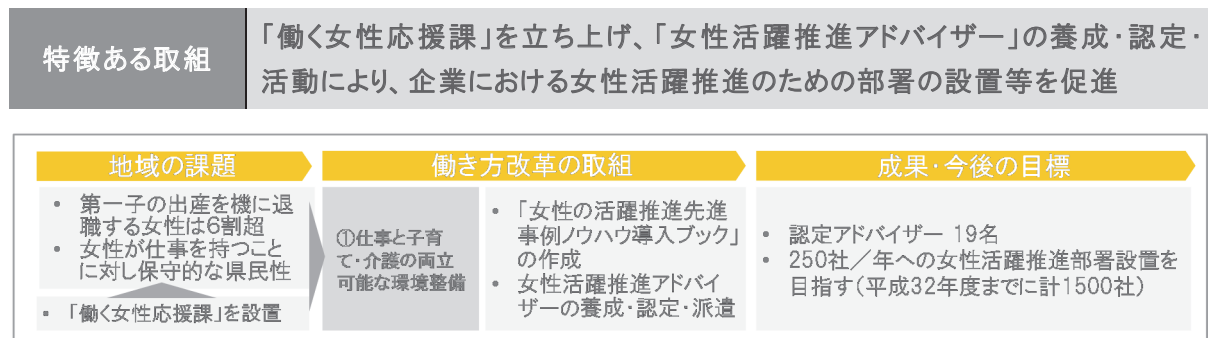 特徴ある取組
「働く女性応援課」を立ち上げ、「女性活躍推進アドバイザー」の養成・認定・
活動により、企業における女性活躍推進のための部署の設置等を促進
地域の課題
• 第一子の出産を機に退
職する女性は6割超
• 女性が仕事を持つこと
に対し保守的な県民性
• 「働く女性応援課」を設置
働き方改革の取組
①仕事と子育
て・介護の両立
可能な環境整備
• 「女性の活躍推進先進
事例ノウハウ導入ブック」
の作成
• 女性活躍推進アドバイ
ザーの養成・認定・派遣
成果・今後の目標
• 認定アドバイザー 19名
• 250社／年への女性活躍推進部署設置を
目指す（平成32年度までに計1500社）